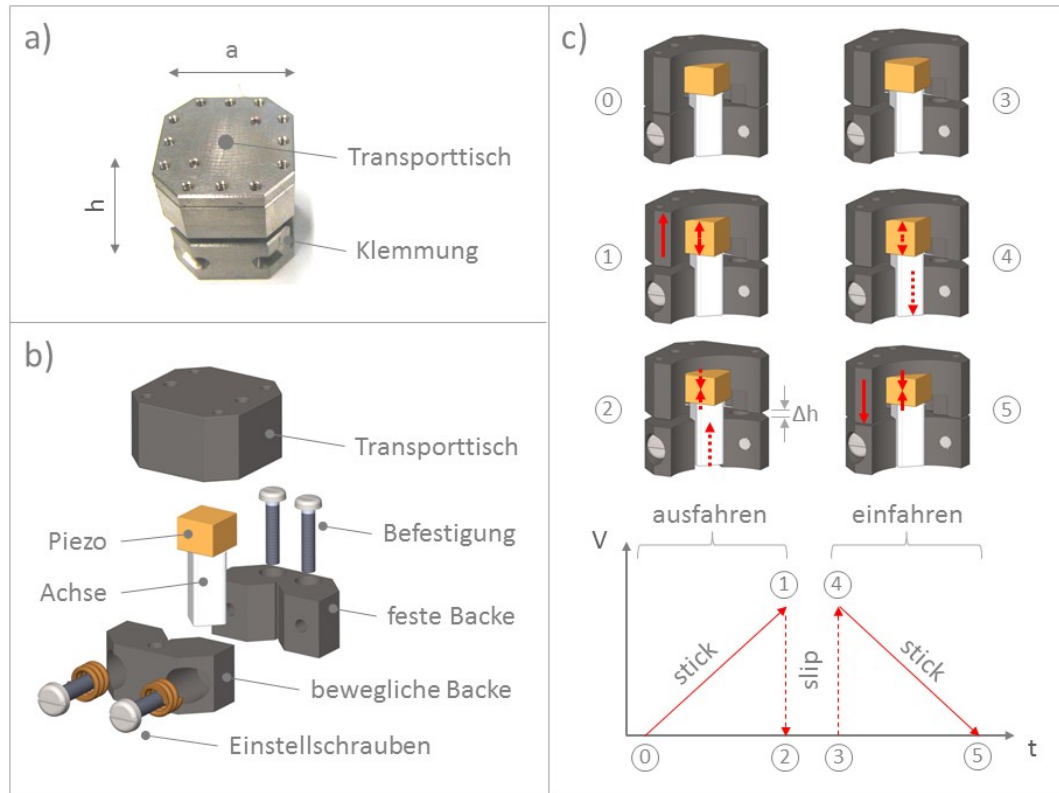 a)
a
h
Transporttisch
Klemmung
b)
Transporttisch
Piezo
Befestigung
Achse
feste Backe
bewegliche Backe
Einstellschrauben
c)
0
3
1
4
2
Δh
5
ausfahren
einfahren
V
1
4
stick
slip
stick
0
2
3
5
t